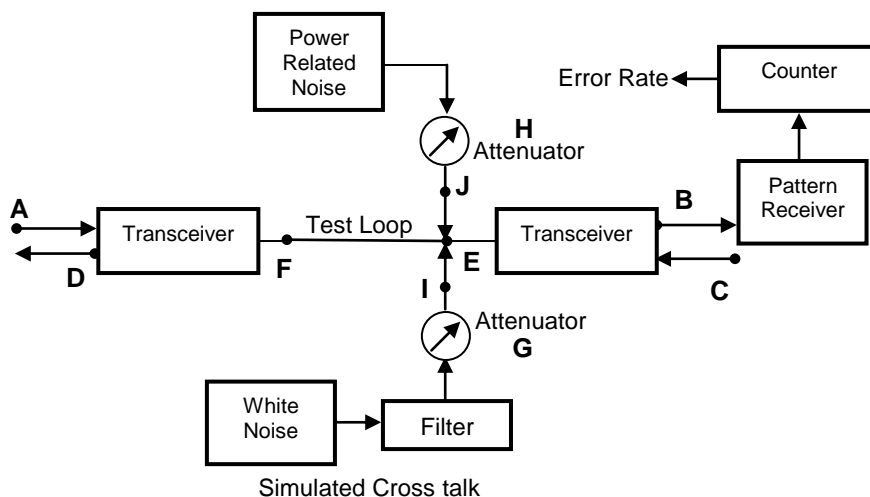 Power
Related
Noise
Counter
Error Rate
H
Attenuator
J
Pattern
Receiver
A
B
Transceiver
Test Loop
Transceiver
D
F
E
C
I
Attenuator
G
White
Noise
Filter
Simulated Cross talk